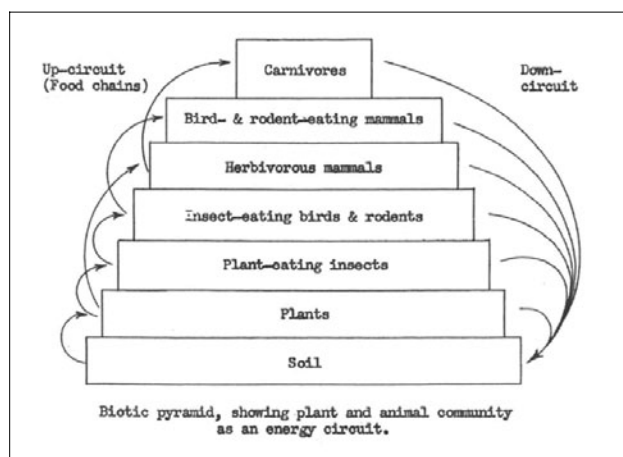 Up-circuit
(Food chains)
Down-
circuit
Carnivores
Bird- & rodent-eating mammals
Herbivorous mammals
Insect-eating birds & rodents
Plant-eating insects
Plants
Soil
Biotic pyramid, showing plant and animal community
as an energy circuit.